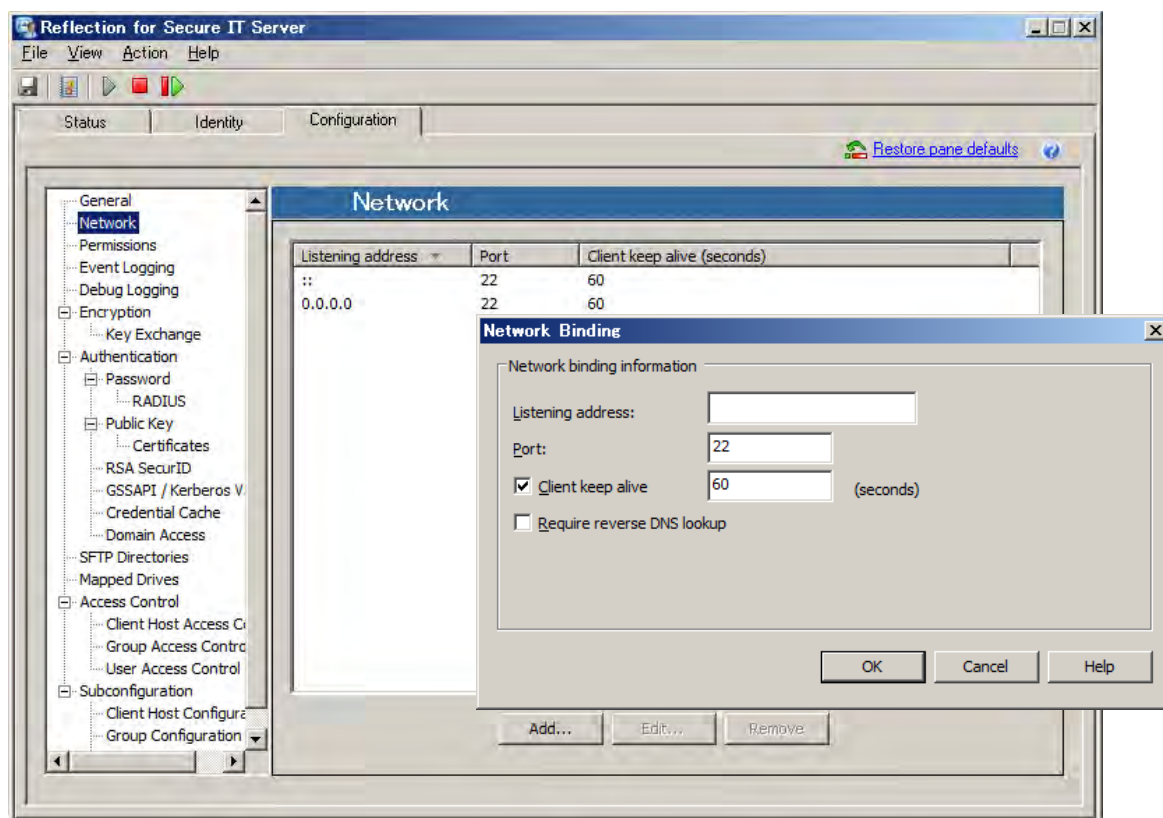 Reflection for Secure IT Server
File View Action Help
Status Identity Configuration
Restore pane defaults
General
Network
Permissions
Event Logging
Debug Logging
Encryption
Key Exchange
Authentication
Password
RADIUS
Public Key
Certificates
RSA SecurID
GSSAPI / Kerberos V
Credential Cache
Domain Access
SFTP Directories
Mapped Drives
Access Control
Client Host Access C
Group Access Contro
User Access Control
Subconfiguration
Client Host Configura
Group Configuration
Network
Listening address Port Client keep alive (seconds)
:: 22 60
0.0.0.0 22 60
Add... Edit... Remove
Network Binding
Network binding information
Listening address:
Port: 22
Client keep alive 60 (seconds)
Require reverse DNS lookup
OK Cancel Help